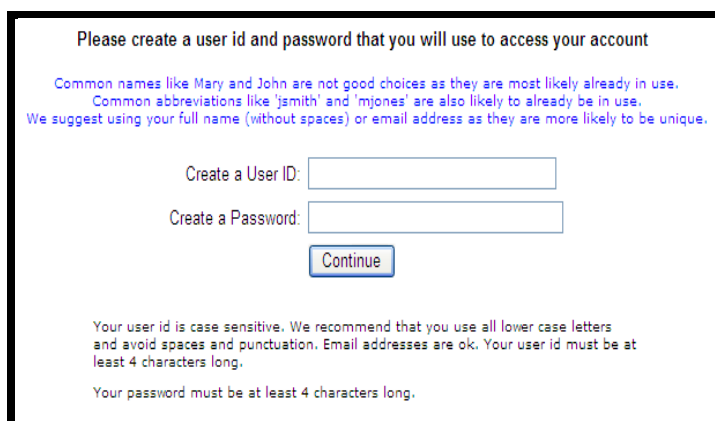 Please create a user id and password that you will use to access your account
Common names like Mary and John are not good choices as they are most likely already in use.
Common abbreviations like 'jsmith' and 'mjones' are also likely to already be in use.
We suggest using your full name (without spaces) or email address as they are more likely to be unique.
Create a User ID:
Create a Password:
Continue
Your user id is case sensitive. We recommend that you use all lower case letters
and avoid spaces and punctuation. Email addresses are ok. Your user id must be at
least 4 characters long.
Your password must be at least 4 characters long.